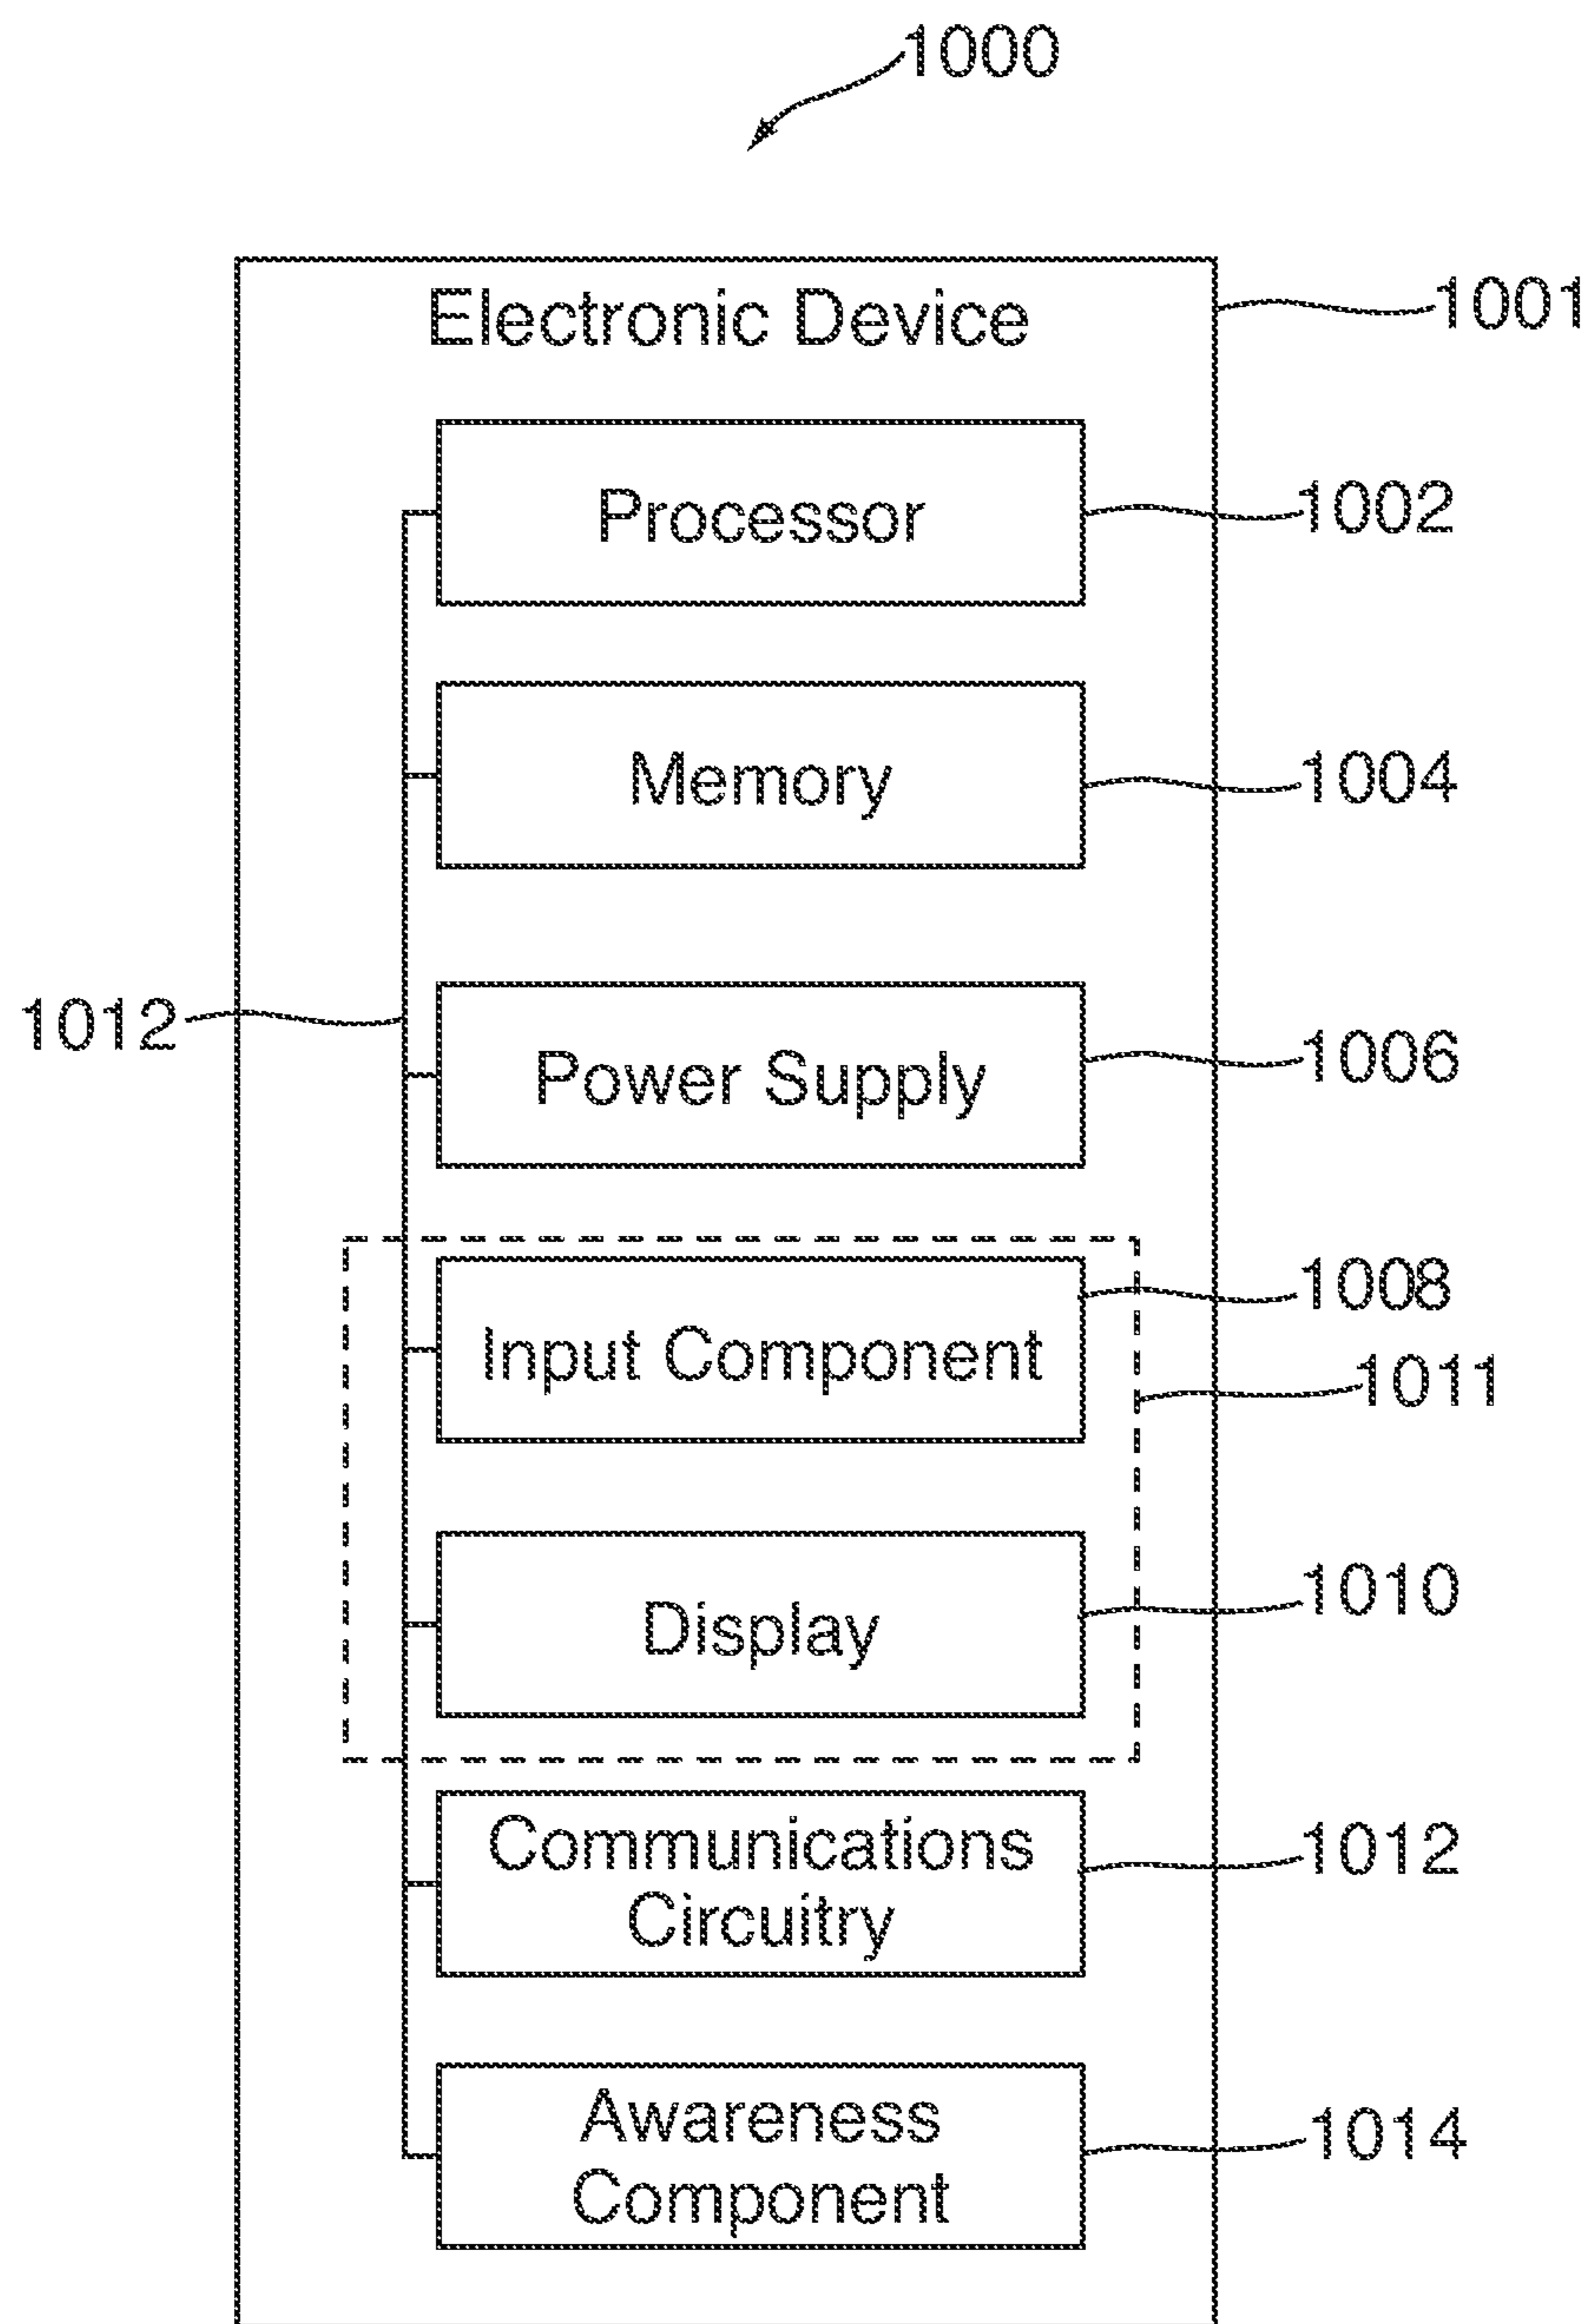 1000
Electronic Device
1001
Processor
1002
Memory
1004
1012
Power Supply
1006
Input Component
1008
1011
Display
1010
Communications
Circuitry
1012
Awareness
Component
1014